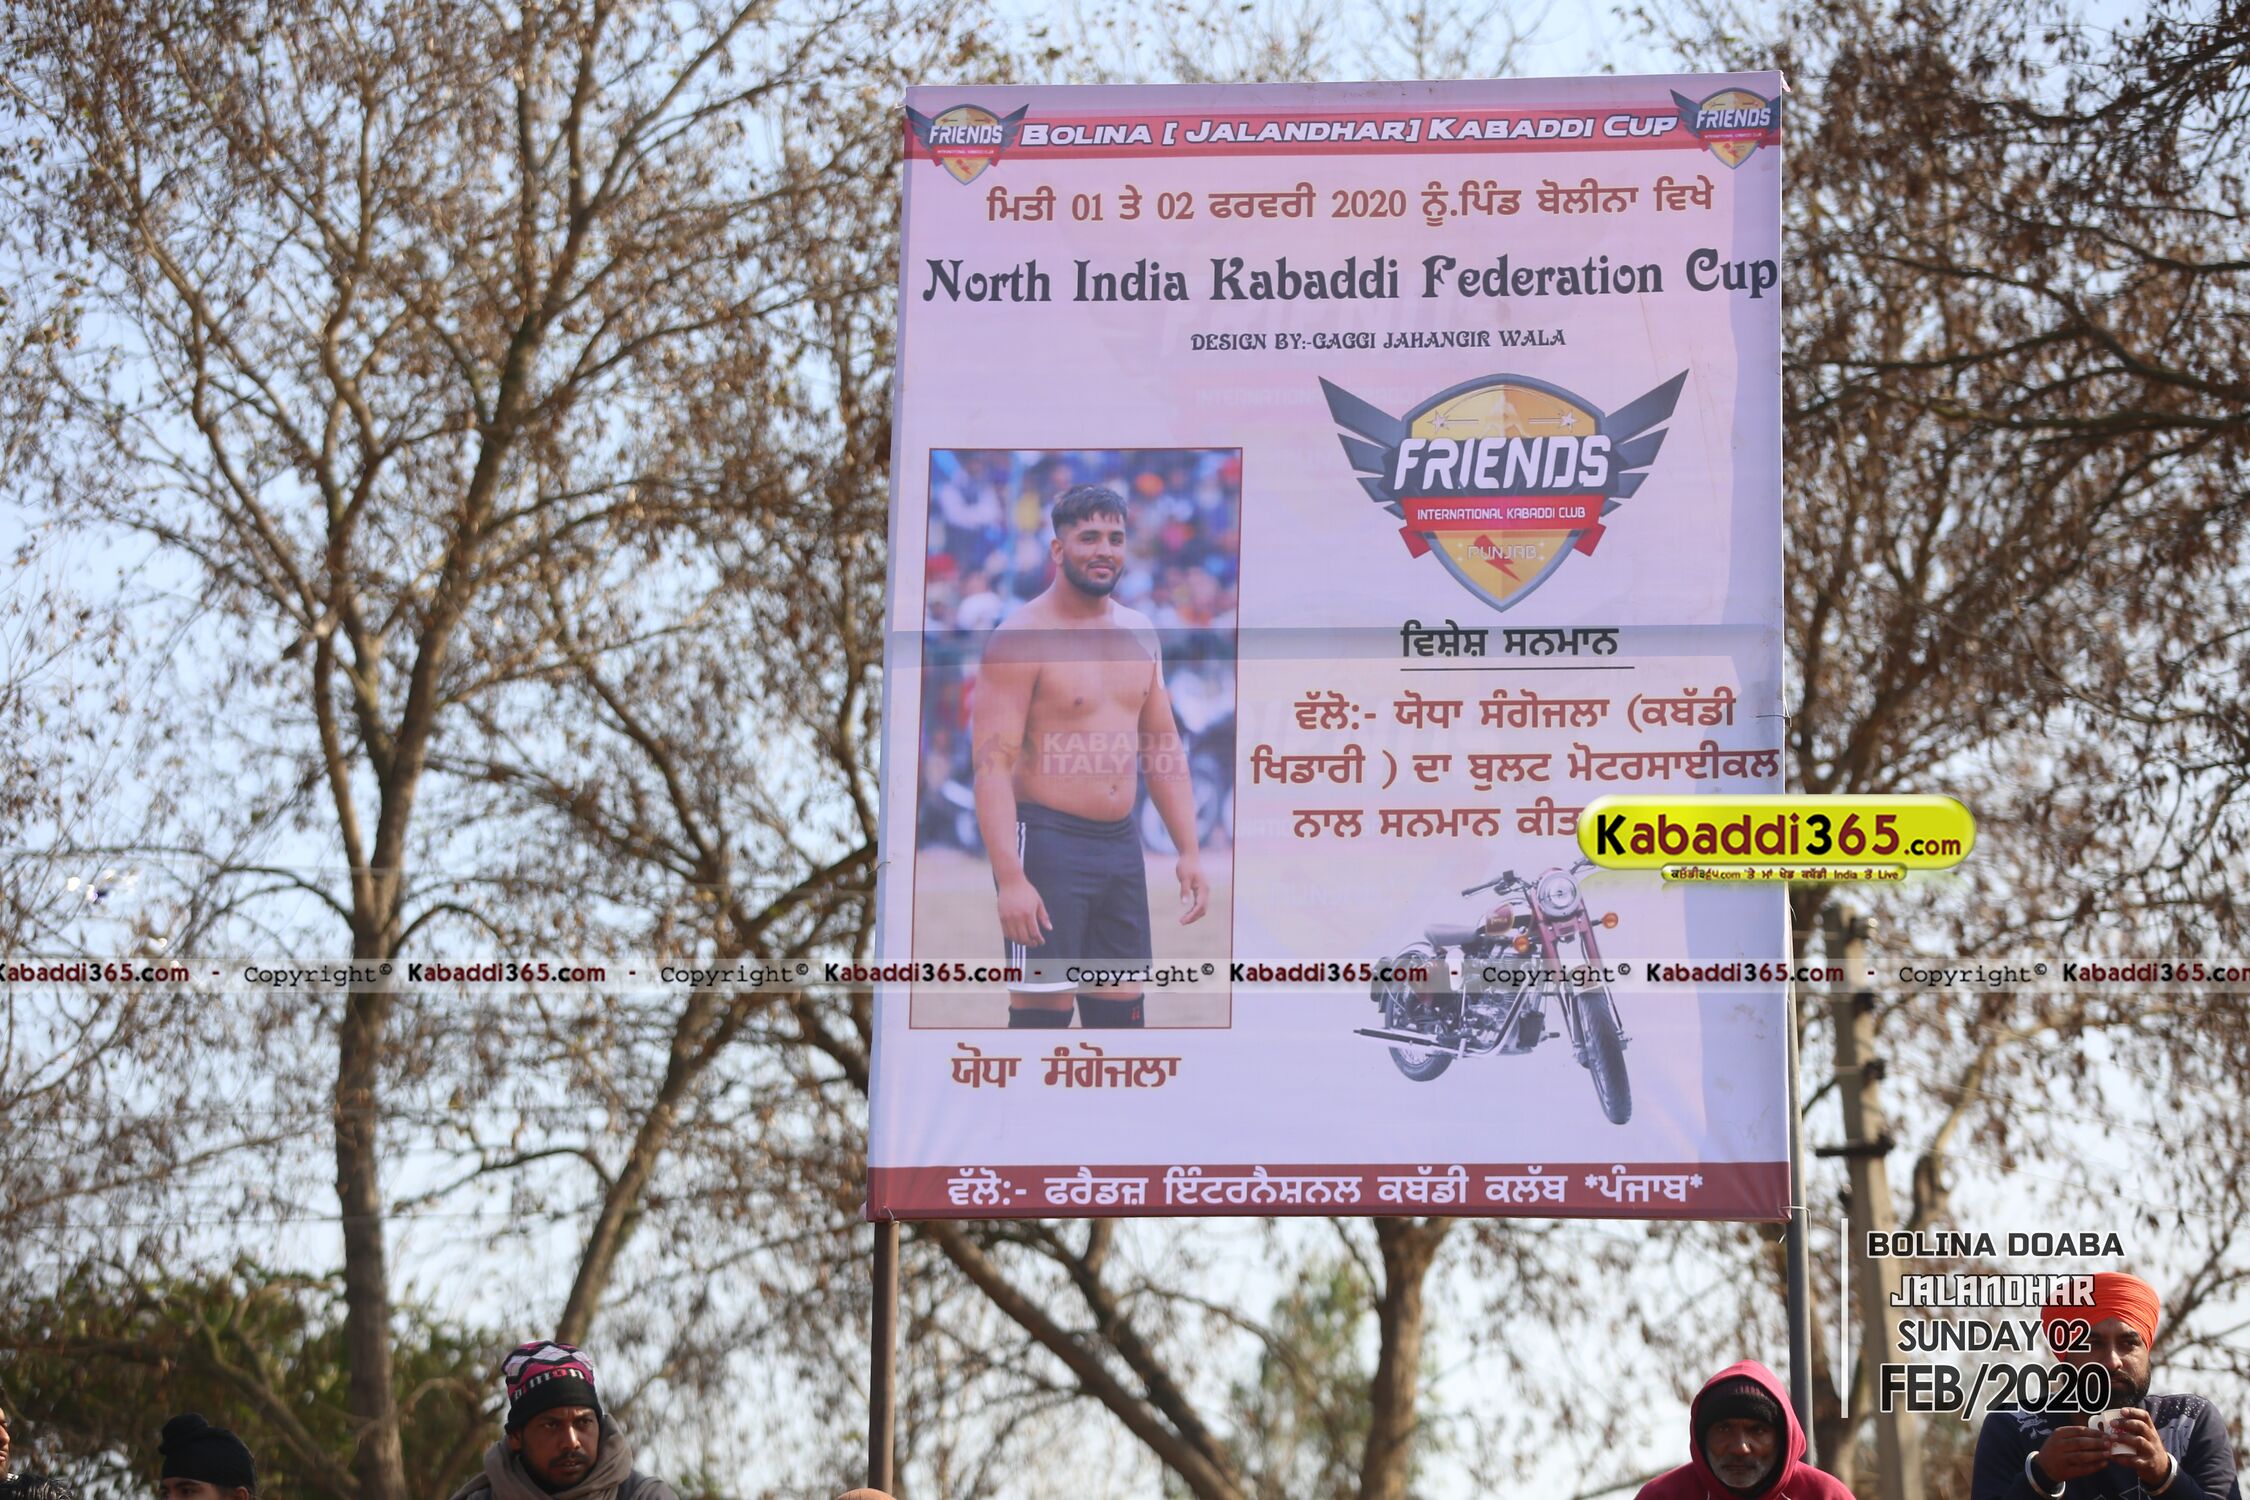 FRIENDS BOLINA [ JALANDHAR] KABADDI CUP FRIENDS
ਮਿਤੀ 01 ਤੇ 02 ਫਰਵਰੀ 2020 ਨੂੰ.ਪਿੰਡ ਬੋਲੀਨਾ ਵਿਖੇ
North India Kabaddi Federation Cup
DESIGN BY:-GAGGI JAHANGIR WALA
FRIENDS
INTERNATIONAL KABADDI CLUB
PUNJAB
ਵਿਸ਼ੇਸ਼ ਸਨਮਾਨ
ਵੱਲੋ:- ਯੋਧਾ ਸੰਗੋਜਲਾ (ਕਬੱਡੀ
ਖਿਡਾਰੀ ) ਦਾ ਬੁਲਟ ਮੋਟਰਸਾਈਕਲ
ਨਾਲ ਸਨਮਾਨ
KABADDI
ITALY
Kabaddi365.com
Kabaddi365.com - Copyright© Kabaddi365.com - Copyright© Kabaddi365.com - Copyright© Kabaddi365.com - Copyright© Kabaddi365.com - Copyright© Kabaddi365.com
ਯੋਧਾ ਸੰਗੋਜਲਾ
ਵੱਲੋ:- ਫਰੈਡਜ਼ ਇੰਟਰਨੈਸ਼ਨਲ ਕਬੱਡੀ ਕਲੱਬ *ਪੰਜਾਬ*
BOLINA DOABA
JALANDHAR
SUNDAY 02
FEB/2020